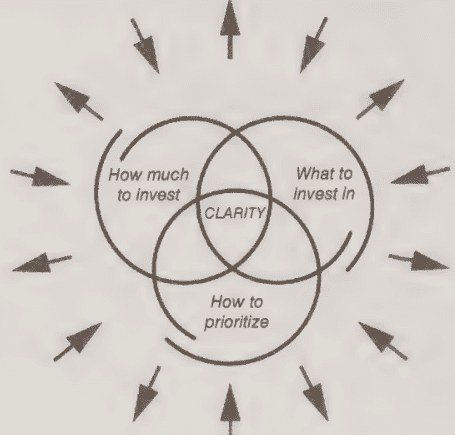 How much
to invest
What to
invest in
CLARITY
How to
prioritize